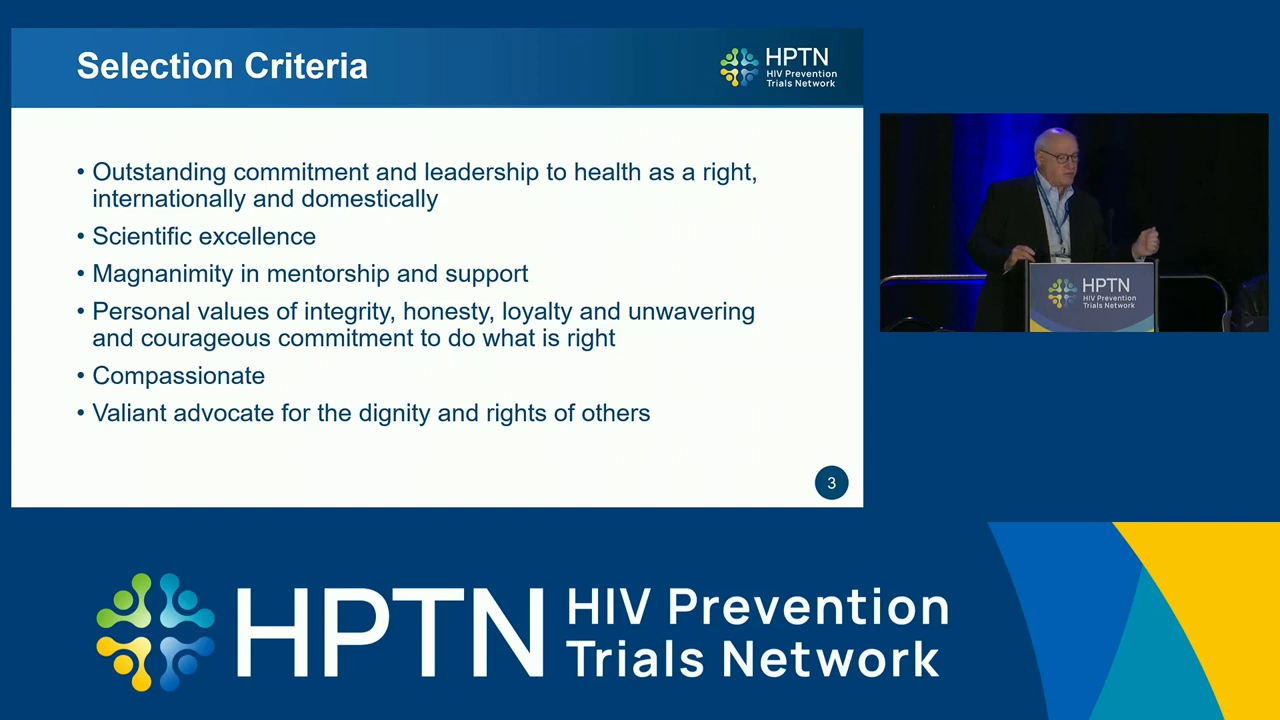 Selection Criteria
HPTN
HIV Prevention
Trials Network
• Outstanding commitment and leadership to health as a right,
internationally and domestically
• Scientific excellence
• Magnanimity in mentorship and support
• Personal values of integrity, honesty, loyalty and unwavering
and courageous commitment to do what is right
• Compassionate
• Valiant advocate for the dignity and rights of others
3
HPTN
HIV Prevention
Trials Network
HPTN
HIV Prevention
Trials Network